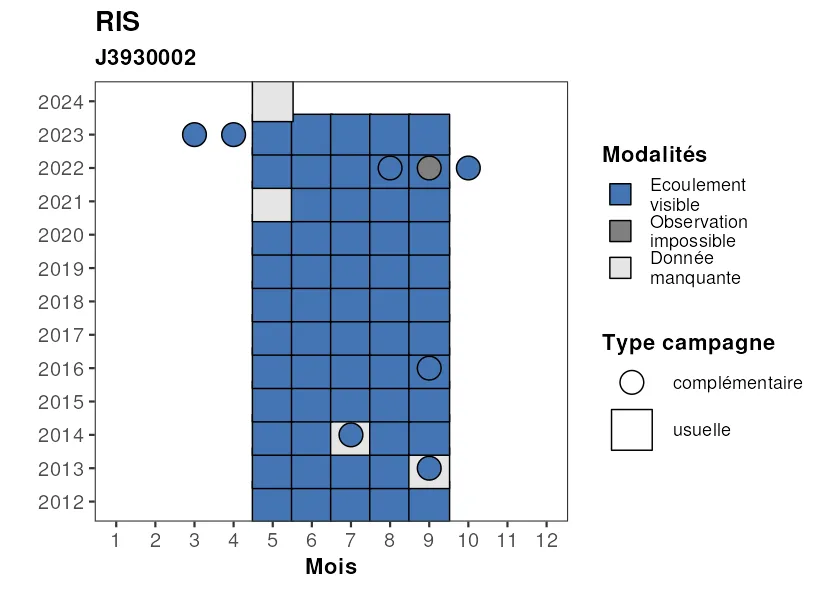 RIS
J3930002
2024
2023
2022
2021
2020
2019
2018
2017
2016
2015
2014
2013
2012
1 2 3 4 5 6 7 8 9 10 11 12
Mois
Modalités
Ecoulement
visible
Observation
impossible
Donnée
manquante
Type campagne
complémentaire
usuelle